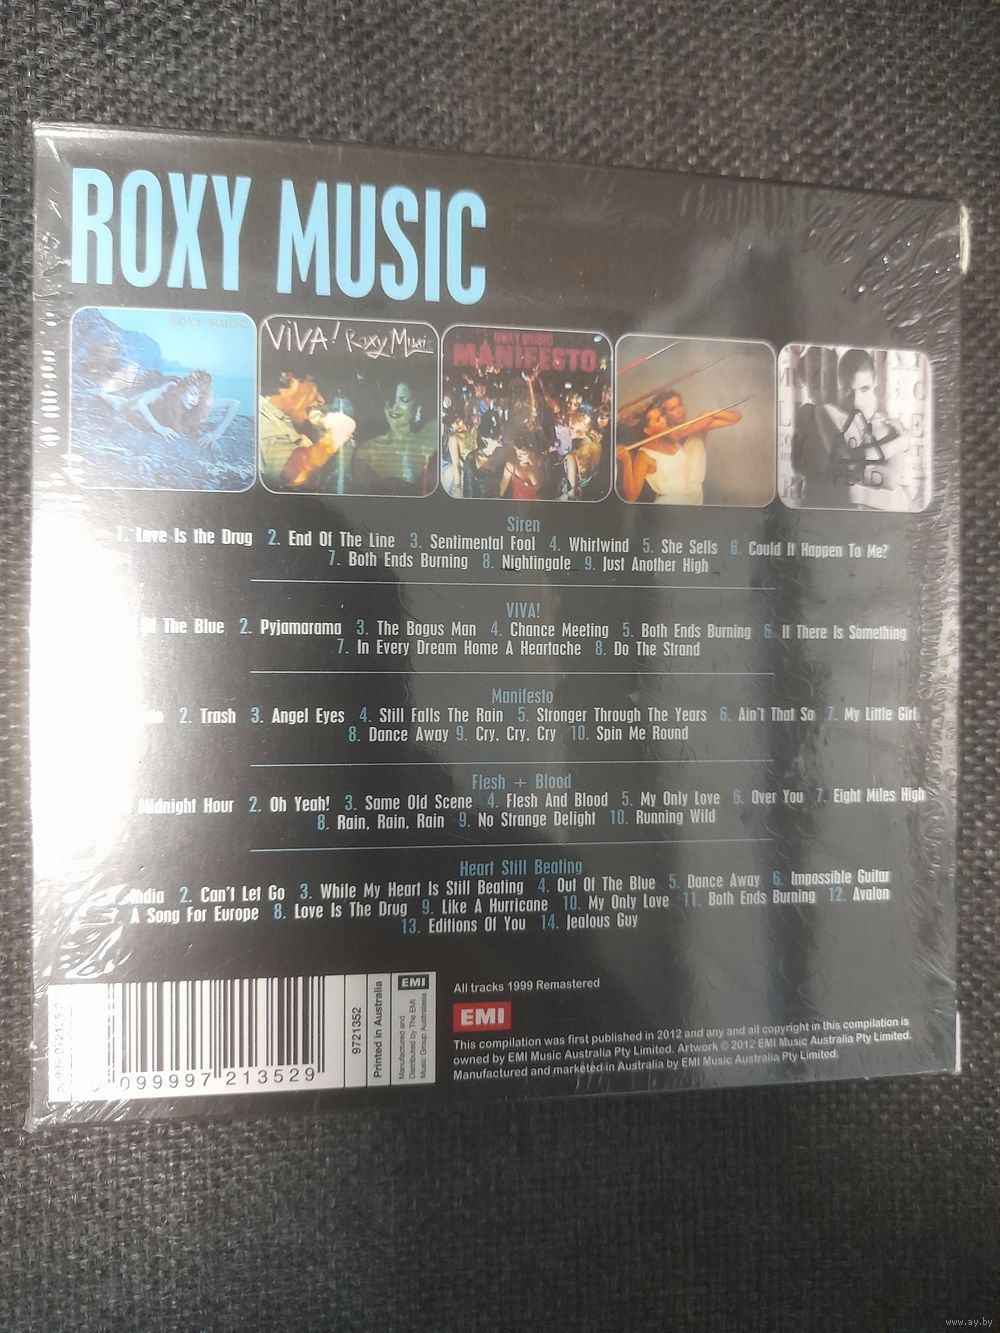 ROXY MUSIC
ROXY MUSIC
VIVA! Roxy Music
ROXY MUSIC
MANIFESTO
Siren
1. Love Is the Drug 2. End Of The Line 3. Sentimental Fool 4. Whirlwind 5. She Sells 6. Could It Happen To Me?
7. Both Ends Burning 8. Nightingale 9. Just Another High
VIVA!
Of The Blue 2. Pyjamarama 3. The Bogus Man 4. Chance Meeting 5. Both Ends Burning 6. If There Is Something
7. In Every Dream Home A Heartache 8. Do The Strand
Manifesto
2. Trash 3. Angel Eyes 4. Still Falls The Rain 5. Stronger Through The Years 6. Ain't That So 7. My Little Girl
8. Dance Away 9. Cry, Cry, Cry 10. Spin Me Round
Flesh + Blood
Midnight Hour 2. Oh Yeah! 3. Same Old Scene 4. Flesh And Blood 5. My Only Love 6. Over You 7. Eight Miles High
8. Rain, Rain, Rain 9. No Strange Delight 10. Running Wild
Heart Still Beating
India 2. Can't Let Go 3. While My Heart Is Still Beating 4. Out Of The Blue 5. Dance Away 6. Impossible Guitar
A Song For Europe 8. Love Is The Drug 9. Like A Hurricane 10. My Only Love 11. Both Ends Burning 12. Avalon
13. Editions Of You 14. Jealous Guy
099997 213529
9721352
Printed in Australia
EMI
Manufactured and
Distributed by The EMI
Music Group Australasia
All tracks 1999 Remastered
EMI
This compilation was first published in 2012 and any and all copyright in this compilation is
owned by EMI Music Australia Pty Limited. Artwork © 2012 EMI Music Australia Pty Limited.
Manufactured and marketed in Australia by EMI Music Australia Pty Limited.
www.ay.by